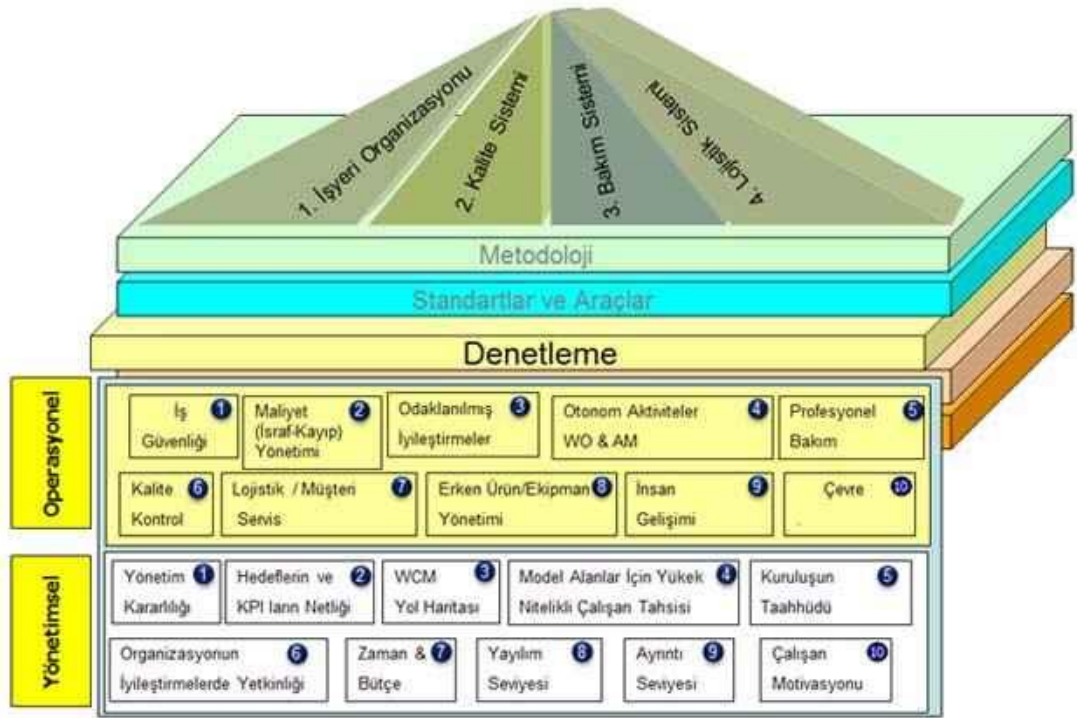 1. İşyeri Organizasyonu
2. Kalite Sistemi
3. Bakım Sistemi
4. Lojistik Sistemi
Metodoloji
Standartlar ve Araçlar
Denetleme
Operasyonel
İş
Güvenliği
1
Maliyet
(İsraf-Kayıp)
Yönetimi
2
Odaklanılmış
İyileştirmeler
3
Otonom Aktiviteler
WO & AM
4
Profesyonel
Bakım
5
Kalite
Kontrol
6
Lojistik / Müşteri
Servis
7
Erken Ürün/Ekipman
Yönetimi
8
İnsan
Gelişimi
9
Çevre
.
10
Yönetimsel
Yönetim
Kararlılığı
1
Hedeflerin ve
KPI ların Netliği
2
WCM
Yol Haritası
3
Model Alanlar İçin Yükek
Nitelikli Çalışan Tahsisi
4
Kuruluşun
Taahhüdü
5
Organizasyonun
İyileştirmelerde Yetkinliği
6
Zaman &
Bütçe
7
Yayılım
Seviyesi
8
Ayrıntı
Seviyesi
9
Çalışan
Motivasyonu
10